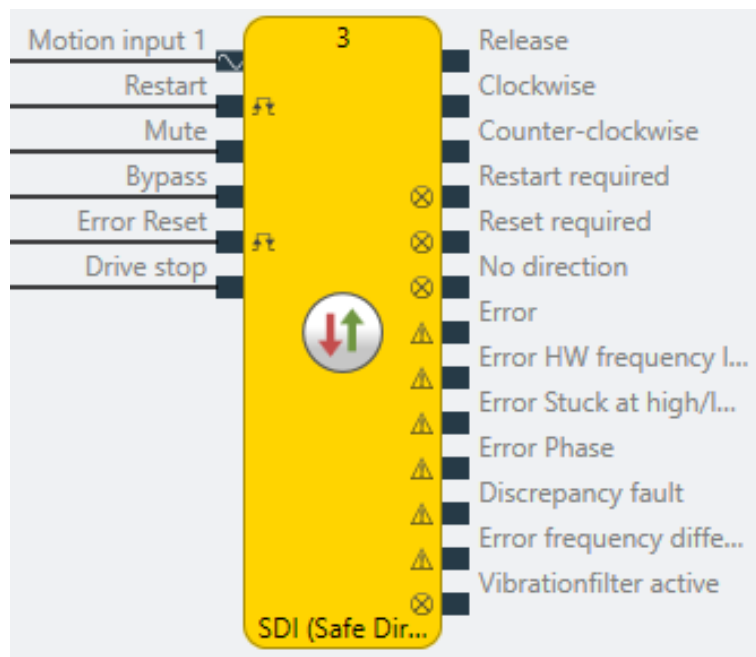 Motion input 1
Restart
Mute
Bypass
Error Reset
Drive stop
3
SDI (Safe Dir...
Release
Clockwise
Counter-clockwise
Restart required
Reset required
No direction
Error
Error HW frequency l...
Error Stuck at high/l...
Error Phase
Discrepancy fault
Error frequency diffe...
Vibrationfilter active